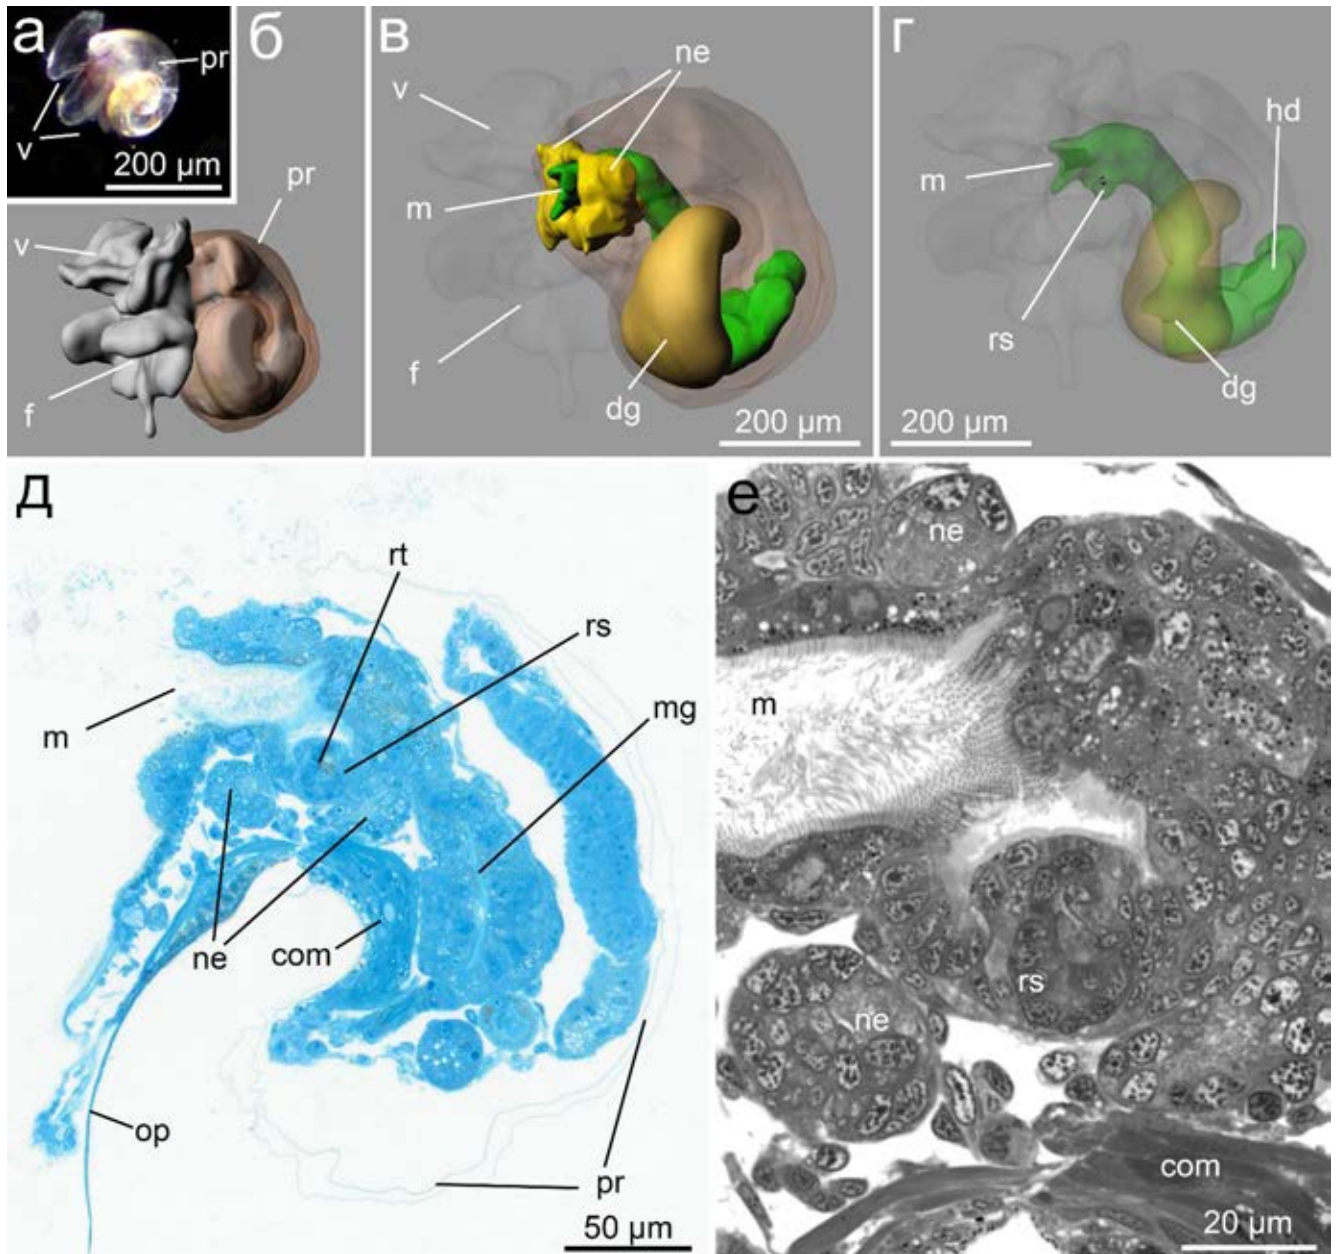 а
pr
v
200 µm
б
pr
v
f
в
ne
v
m
f
dg
200 µm
г
hd
m
rs
dg
200 µm
д
rt
rs
m
mg
ne
com
op
pr
50 µm
е
ne
m
rs
ne
com
20 µm